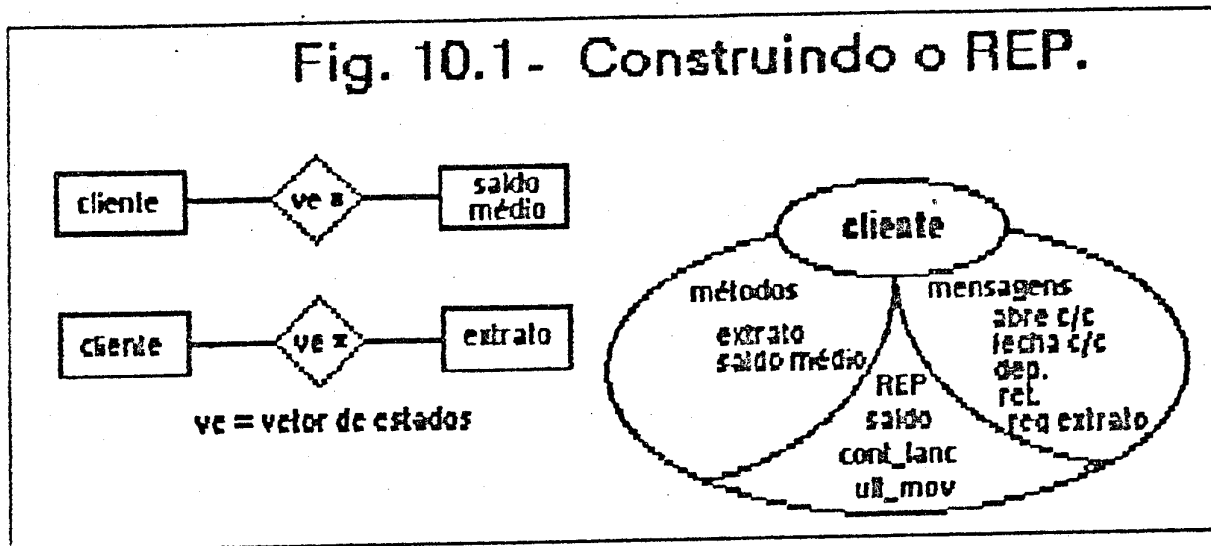 Fig. 10.1- Construindo o REP.
cliente
ve =
saldo
médio
cliente
ve =
extrato
ve = vetor de estados
cliente
métodos
extrato
saldo médio
mensagens
abre c/c
fecha c/c
dep.
ret.
req extrato
REP
saldo
cont_lanc
ult_mov